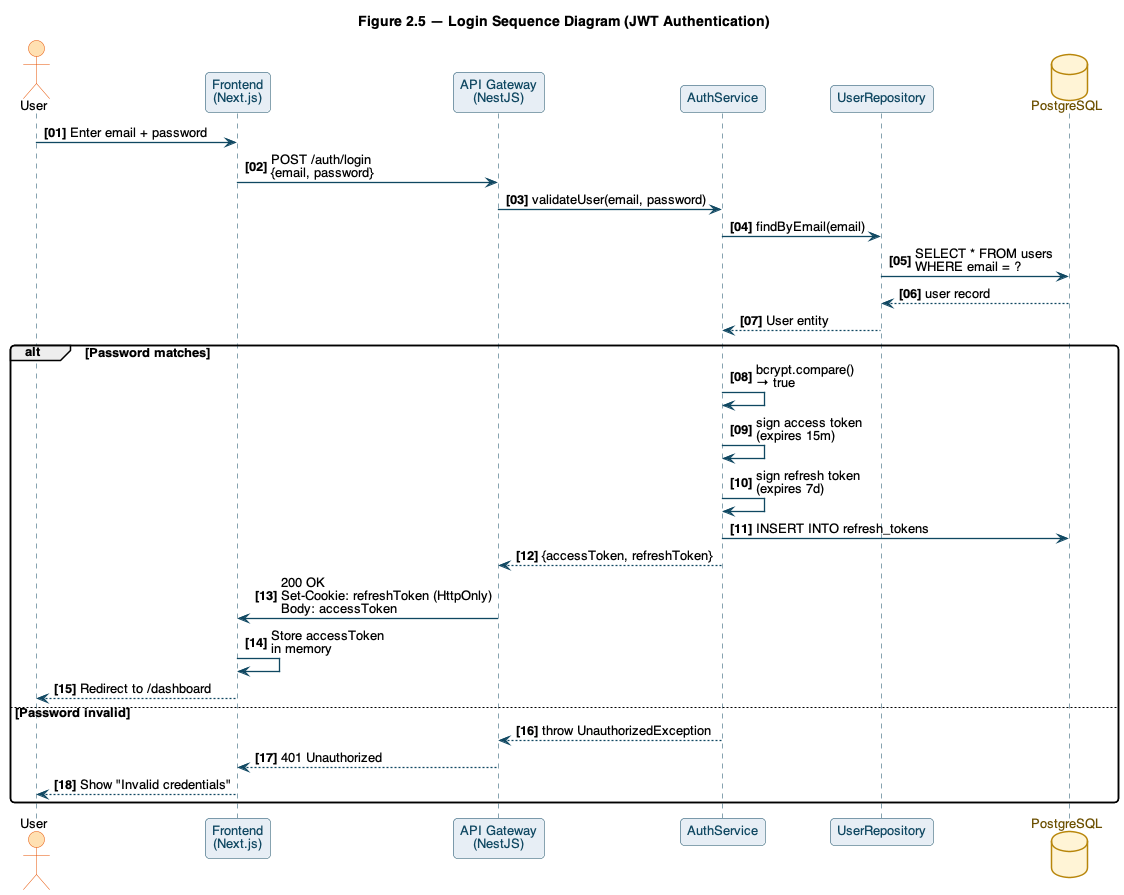 Figure 2.5 — Login Sequence Diagram (JWT Authentication)
User
Frontend
(Next.js)
API Gateway
(NestJS)
AuthService
UserRepository
PostgreSQL
[01] Enter email + password
[02] POST /auth/login
{email, password}
[03] validateUser(email, password)
[04] findByEmail(email)
[05] SELECT * FROM users
WHERE email = ?
[06] user record
[07] User entity
alt [Password matches]
[08] bcrypt.compare()
→ true
[09] sign access token
(expires 15m)
[10] sign refresh token
(expires 7d)
[11] INSERT INTO refresh_tokens
[12] {accessToken, refreshToken}
200 OK
[13] Set-Cookie: refreshToken (HttpOnly)
Body: accessToken
[14] Store accessToken
in memory
[15] Redirect to /dashboard
[Password invalid]
[16] throw UnauthorizedException
[17] 401 Unauthorized
[18] Show "Invalid credentials"
User
Frontend
(Next.js)
API Gateway
(NestJS)
AuthService
UserRepository
PostgreSQL